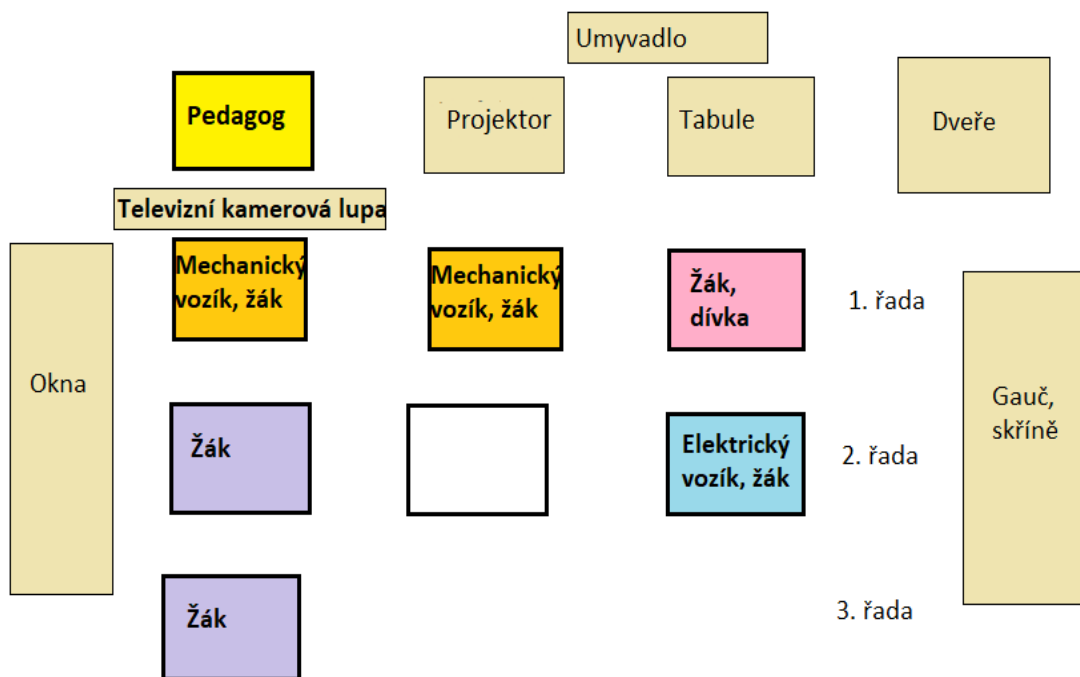 Umyvadlo
Pedagog
Projektor
Tabule
Dveře
Televizní kamerová lupa
Mechanický
vozík, žák
Mechanický
vozík, žák
Žák,
dívka
1. řada
Okna
Gauč,
skříně
Žák
Elektrický
vozík, žák
2. řada
Žák
3. řada